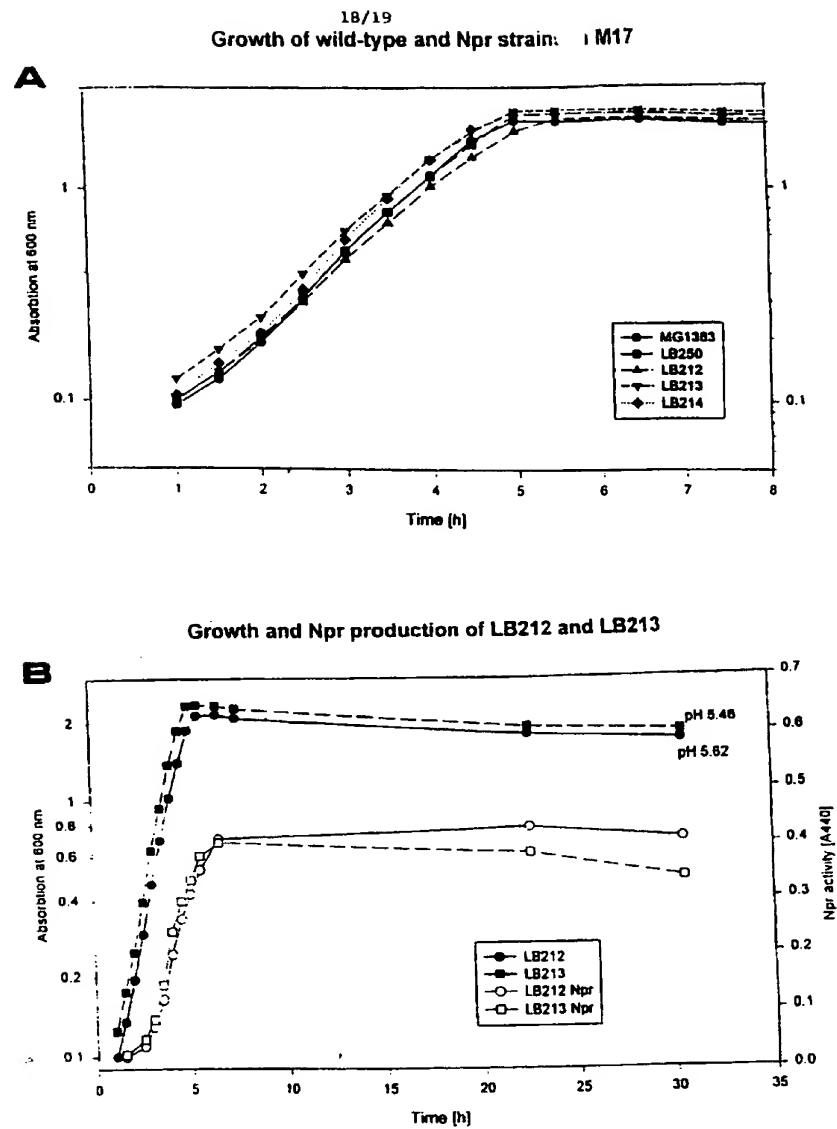 18/19
Growth of wild-type and Npr strain: M17
A
Absorbtion at 600 nm
1
0.1
1
0.1
MG1363
LB250
LB212
LB213
LB214
0 1 2 3 4 5 6 7 8
Time [h]
Growth and Npr production of LB212 and LB213
B
Absorbtion at 600 nm
2
1
0.8
0.6
0.4
0.2
0.1
0.7
0.6
0.5
0.4
0.3
0.2
0.1
0.0
Npr activity [A440]
pH 5.46
pH 5.62
LB212
LB213
LB212 Npr
LB213 Npr
0 5 10 15 20 25 30 35
Time [h]